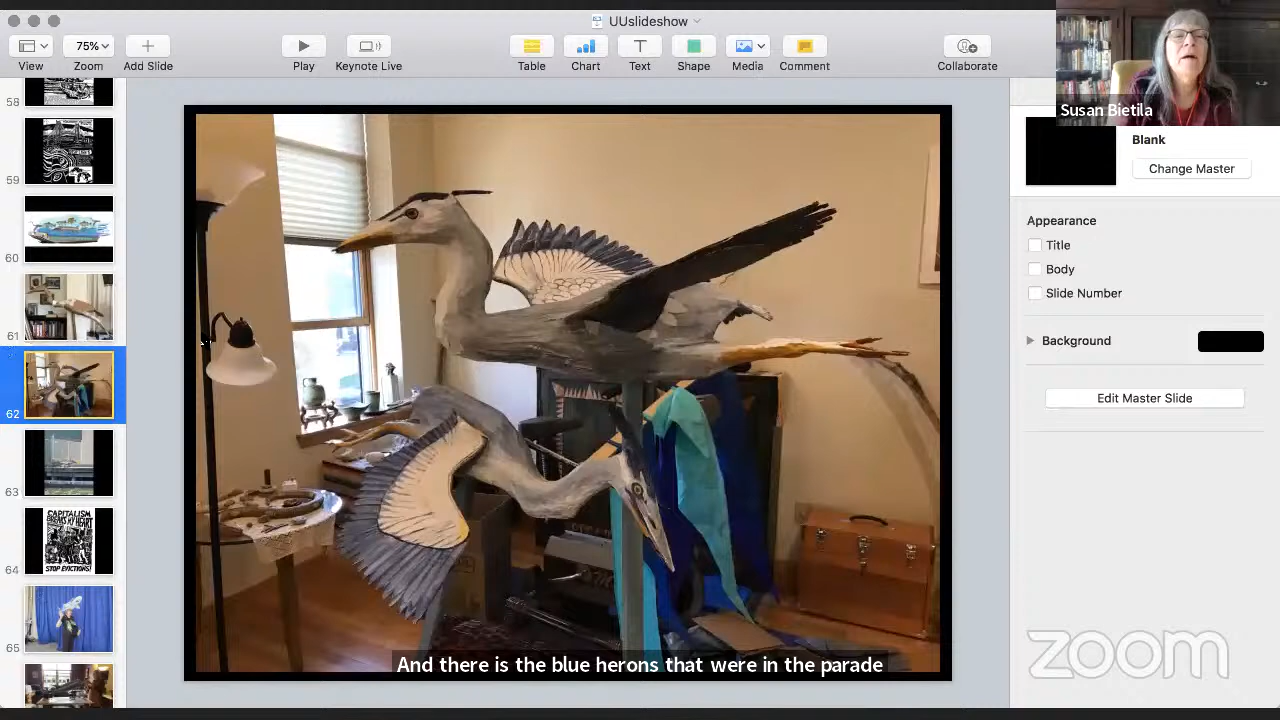 UUslideshow
75%
View
Zoom
Add Slide
Play
Keynote Live
Table
Chart
Text
Shape
Media
Comment
Collaborate
Susan Bietila
Blank
Change Master
Appearance
Title
Body
Slide Number
Background
Edit Master Slide
58
59
60
61
62
63
CAPITALISM
BREAKS MY HEART
STOP EVICTIONS!
64
65
And there is the blue herons that were in the parade
zoom